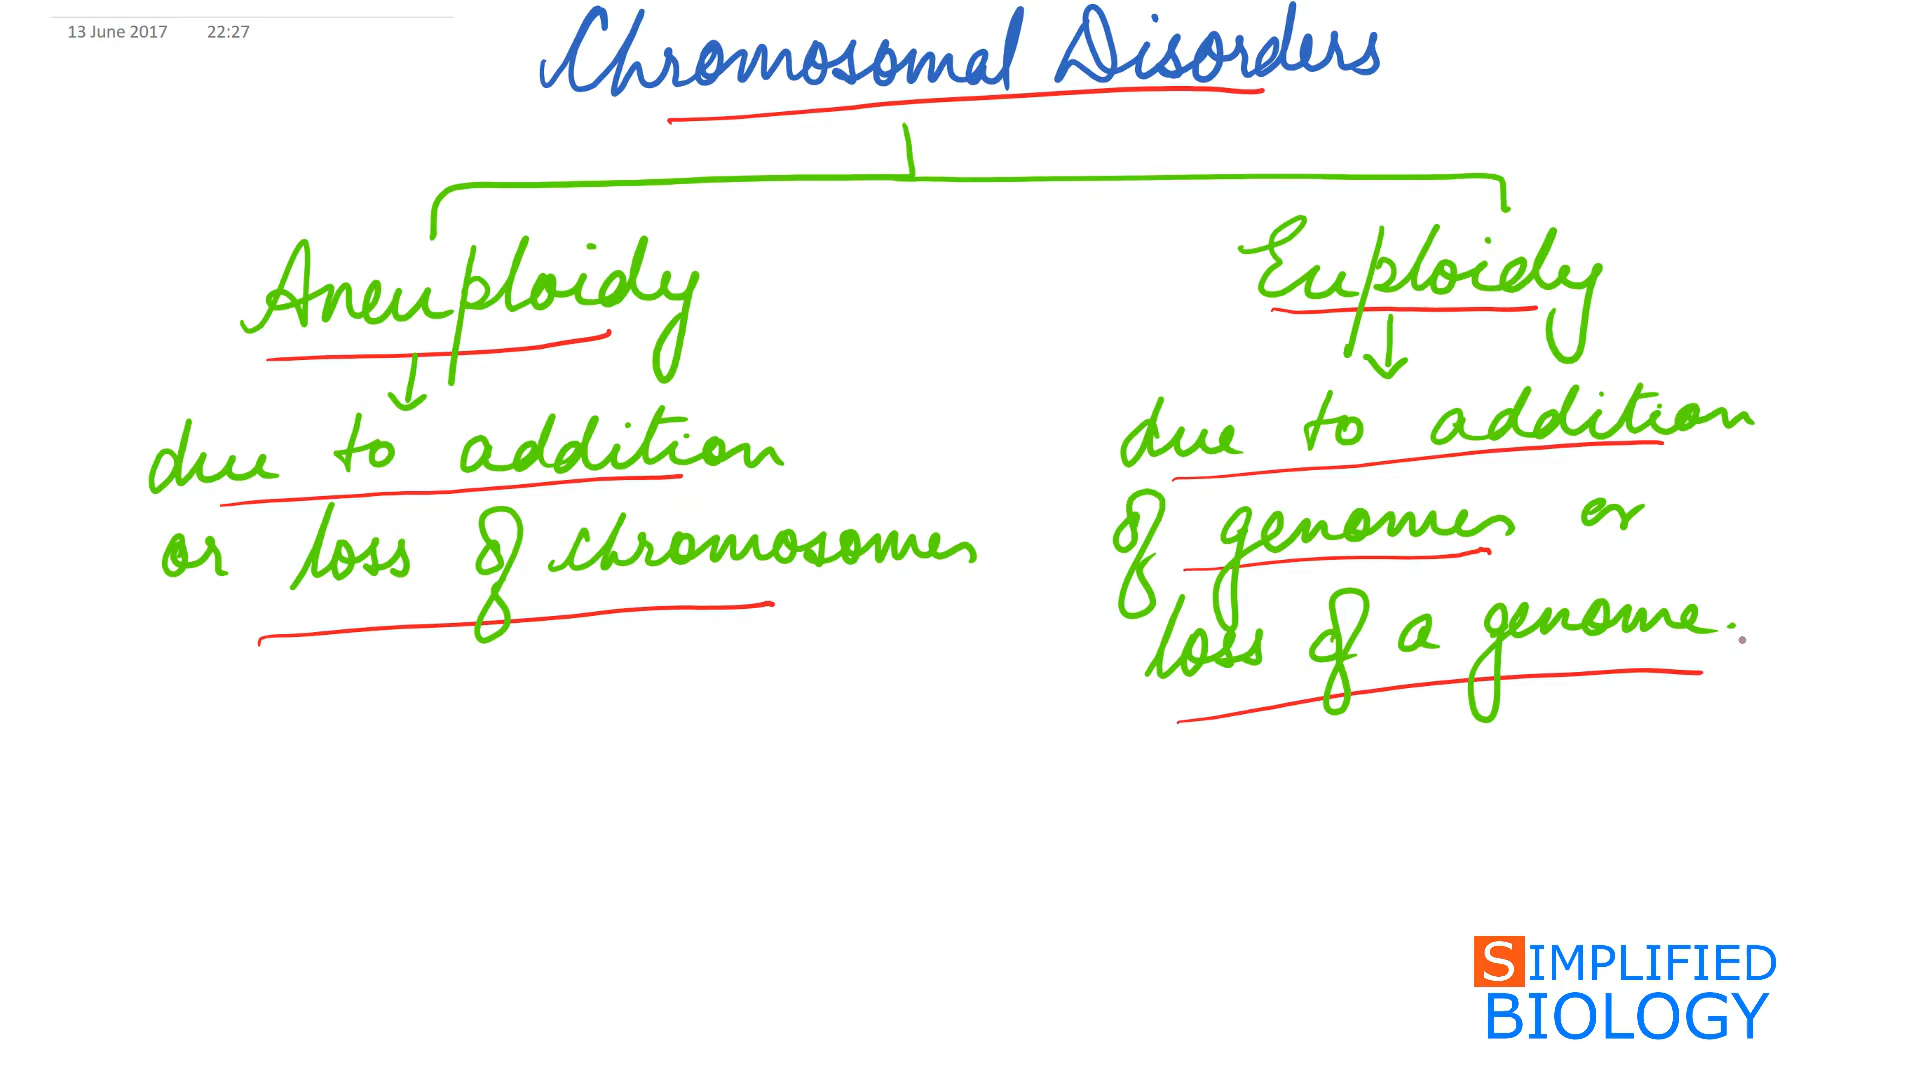 13 June 2017 22:27
Chromosomal Disorders
Aneuploidy
due to addition
or loss of chromosomes
Euploidy
due to addition
of genomes or
loss of a genome.
SIMPLIFIED
BIOLOGY